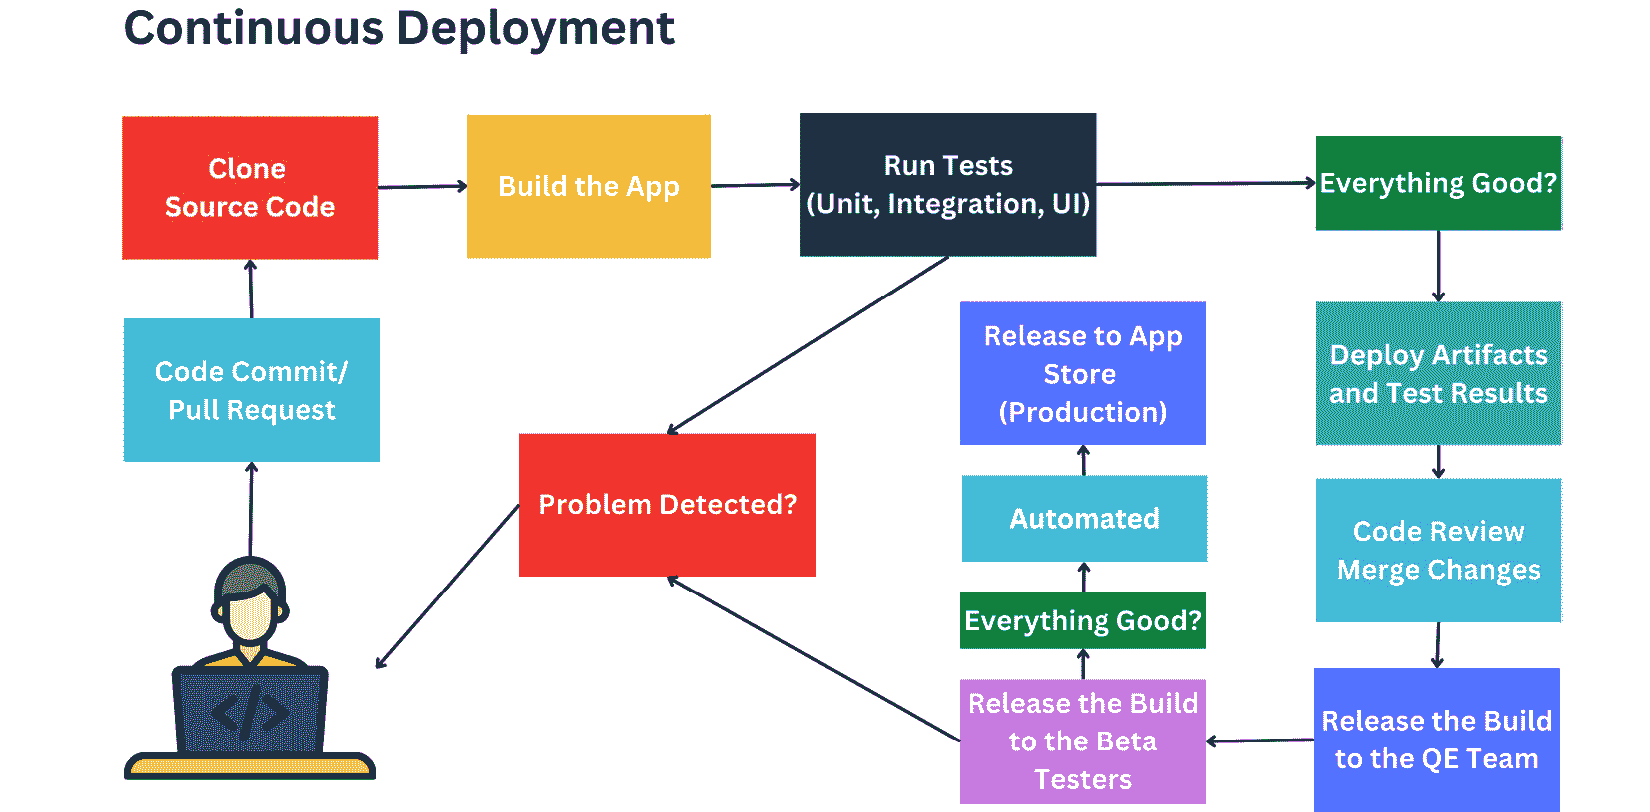 Continuous Deployment
Clone
Source Code
Build the App
Run Tests
(Unit, Integration, UI)
Everything Good?
Code Commit/
Pull Request
Release to App
Store
(Production)
Deploy Artifacts
and Test Results
Problem Detected?
Automated
Code Review
Merge Changes
Everything Good?
Release the Build
to the Beta
Testers
Release the Build
to the QE Team